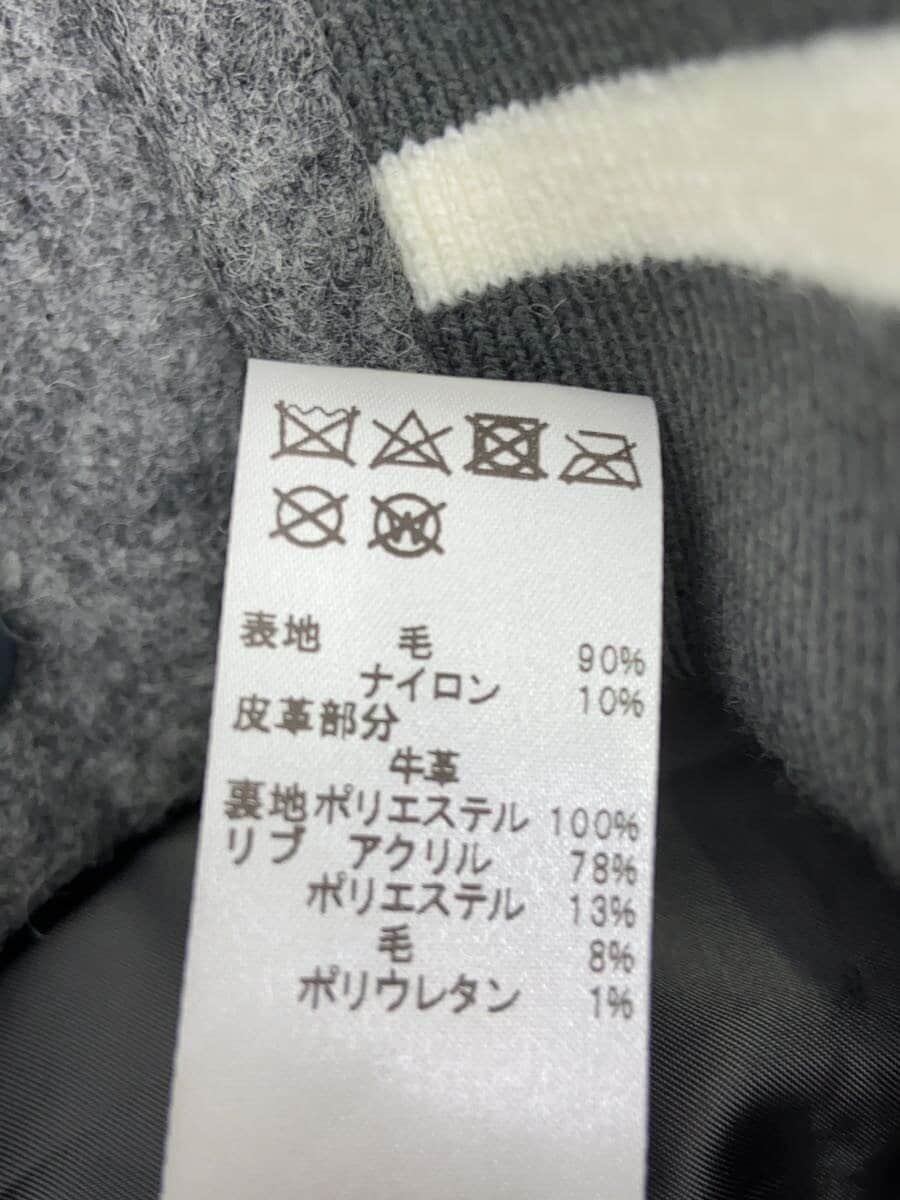 W
表地 毛 90%
ナイロン 10%
皮革部分
牛革
裏地ポリエステル 100%
リブ アクリル 78%
ポリエステル 13%
毛 8%
ポリウレタン 1%